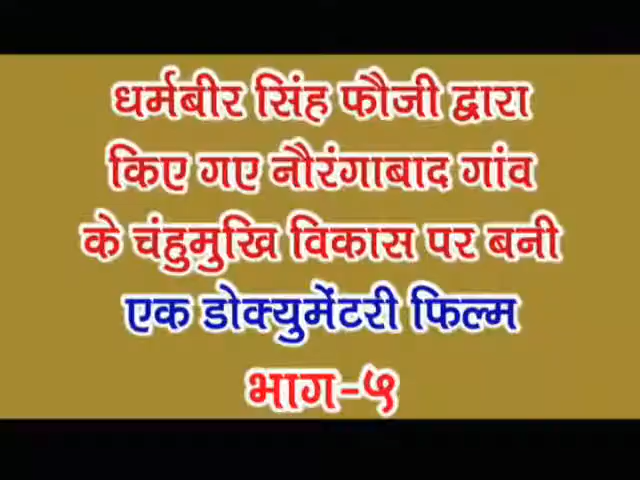 धर्मबीर सिंह फौजी द्वारा
किए गए नौरंगाबाद गांव
के चंहुमुखि विकास पर बनी
एक डोक्युमेंटरी फिल्म
भाग-५